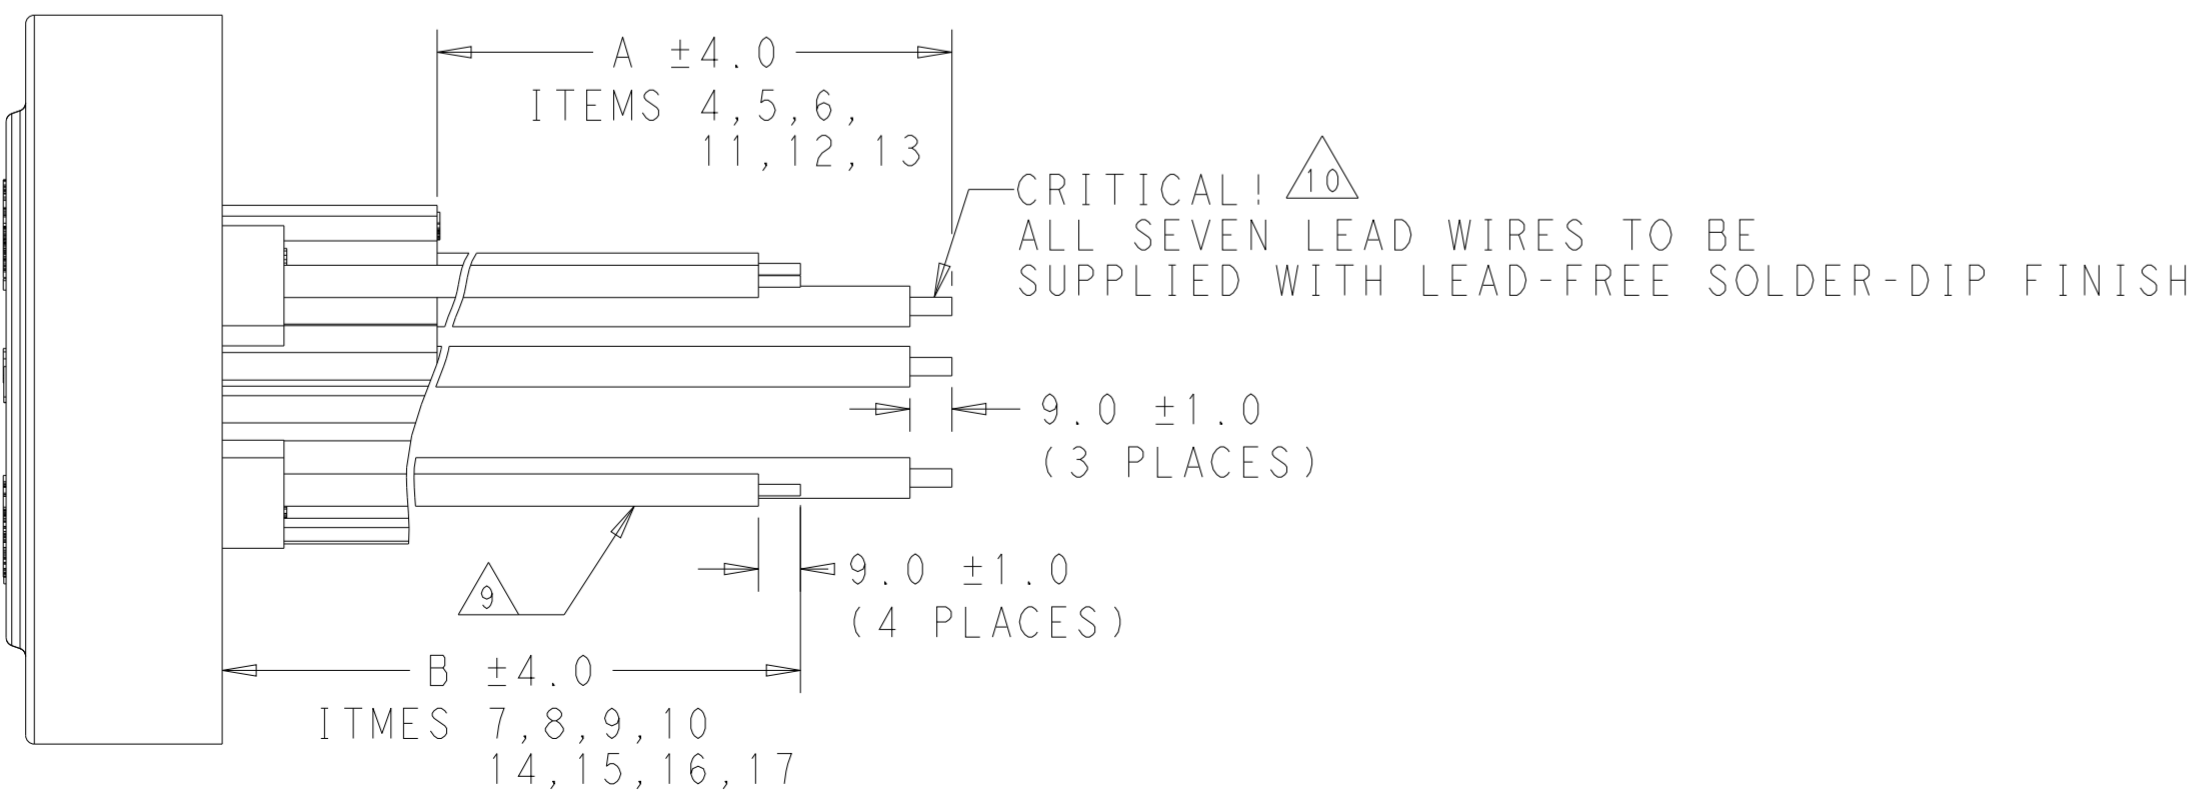 A ±4.0
ITEMS 4,5,6,
11,12,13
CRITICAL! 10
ALL SEVEN LEAD WIRES TO BE
SUPPLIED WITH LEAD-FREE SOLDER-DIP FINISH
9.0 ±1.0
(3 PLACES)
9.0 ±1.0
(4 PLACES)
9
B ±4.0
ITMES 7,8,9,10
14,15,16,17